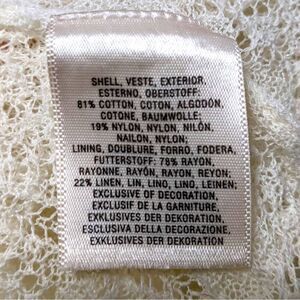 SHELL, VESTE, EXTERIOR,
ESTERNO, OBERSTOFF:
81% COTTON, COTON, ALGODÓN,
COTONE, BAUMWOLLE;
19% NYLON, NYLON, NILÓN,
NAILON, NYLON;
LINING, DOUBLURE, FORRO, FODERA,
FUTTERSTOFF: 78% RAYON,
RAYONNE, RAYÓN, RAYON, REYON;
22% LINEN, LIN, LINO, LINO, LEINEN;
EXCLUSIVE OF DECORATION,
EXCLUSIF DE LA GARNITURE,
EXKLUSIVES DER DEKORATION,
ESCLUSIVA DELLA DECORAZIONE,
EXKLUSIVES DER DEKORATION